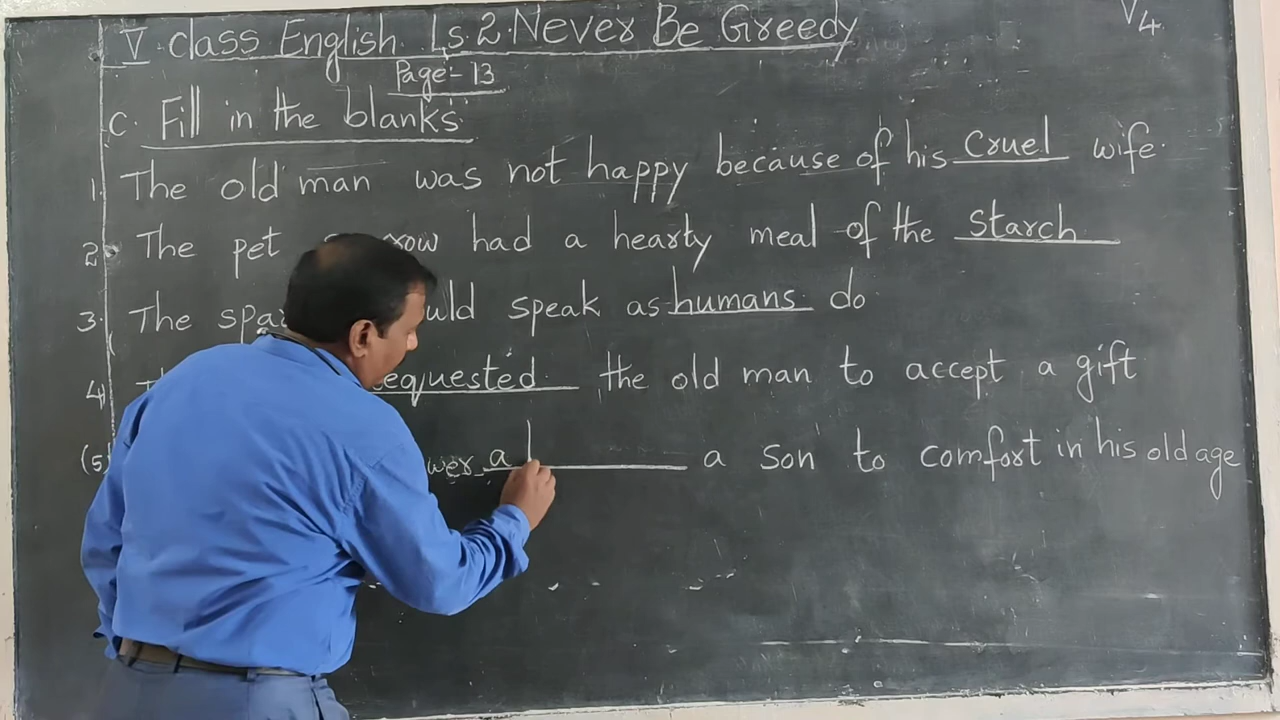 V class English Ls 2. Never Be Greedy
V4
Page:- 13
C. Fill in the blanks
1. The old man was not happy because of his cruel wife.
2. The pet had a hearty meal of the starch
3. The speak as humans do
4. requested the old man to accept a gift
(5) a a son to comfort in his old age